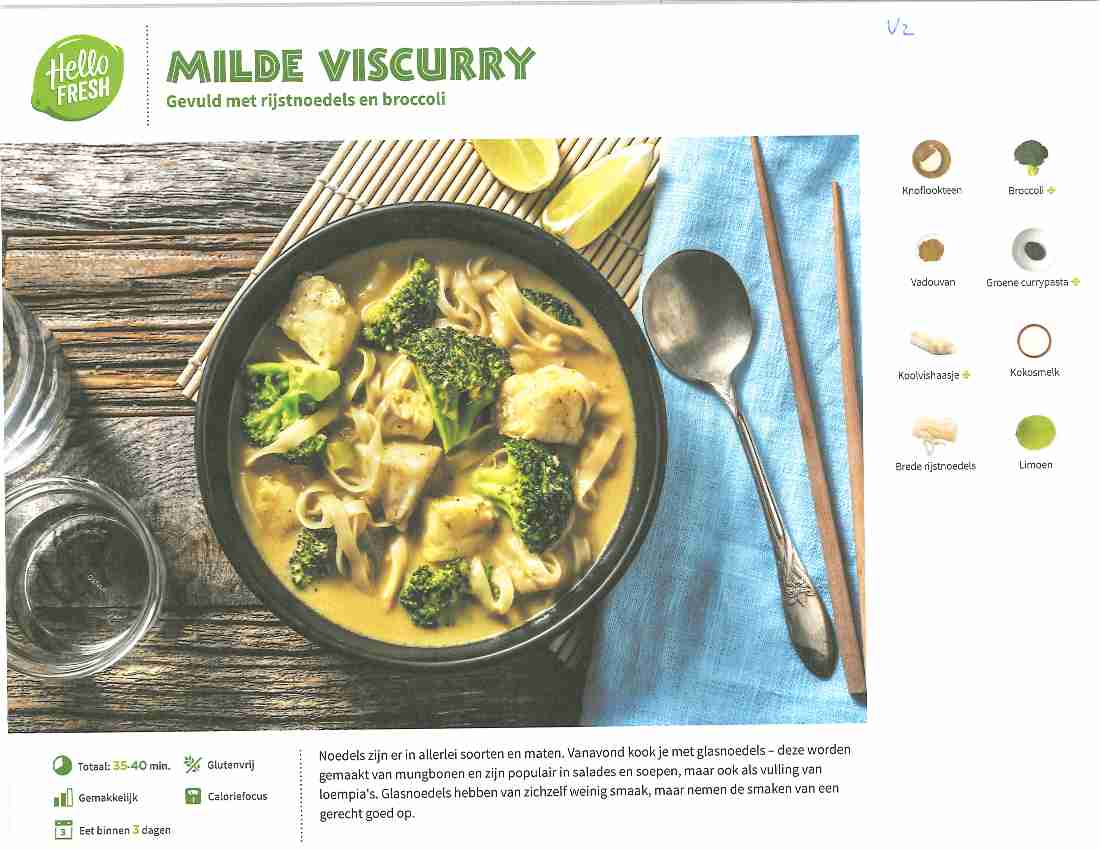 V2
Hello
FRESH
MILDE VISCURRY
Gevuld met rijstnoedels en broccoli
Knoflookteen
Broccoli
Vadouvan
Groene currypasta
Koolvishaasje
Kokosmelk
Brede rijstnoedels
Limoen
Totaal: 35-40 min.
Glutenvrij
Gemakkelijk
Caloriefocus
3
Eet binnen 3 dagen
Noedels zijn er in allerlei soorten en maten. Vanavond kook je met glasnoedels – deze worden
gemaakt van mungbonen en zijn populair in salades en soepen, maar ook als vulling van
loempia's. Glasnoedels hebben van zichzelf weinig smaak, maar nemen de smaken van een
gerecht goed op.